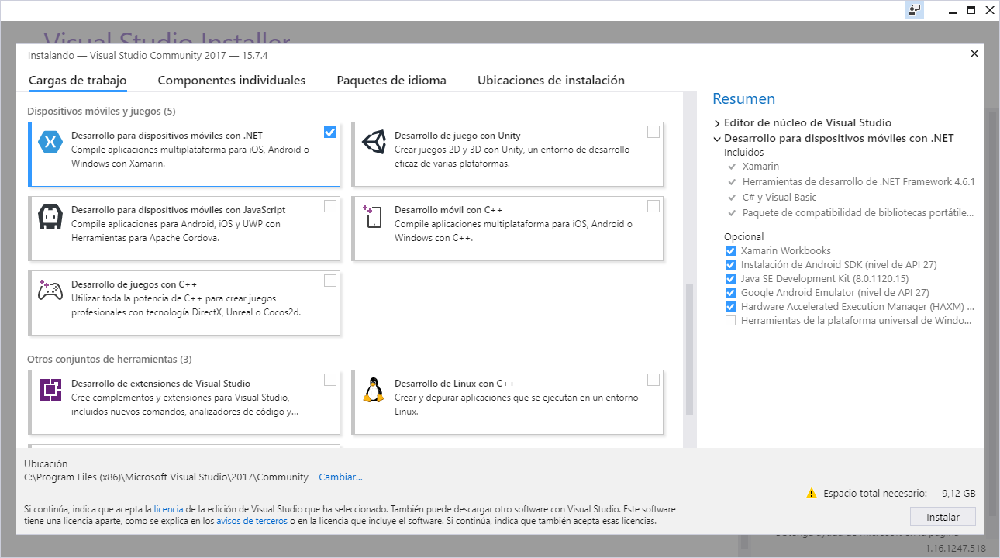 Visual Studio Installer
Instalando — Visual Studio Community 2017 — 15.7.4
Cargas de trabajo
Componentes individuales
Paquetes de idioma
Ubicaciones de instalación
Dispositivos móviles y juegos (5)
Desarrollo para dispositivos móviles con .NET
Compile aplicaciones multiplataforma para iOS, Android o
Windows con Xamarin.
Desarrollo de juego con Unity
Crear juegos 2D y 3D con Unity, un entorno de desarrollo
eficaz de varias plataformas.
Desarrollo para dispositivos móviles con JavaScript
Compile aplicaciones para Android, iOS y UWP con
Herramientas para Apache Cordova.
Desarrollo móvil con C++
Compile aplicaciones multiplataforma para iOS, Android o
Windows con C++.
Desarrollo de juegos con C++
Utilizar toda la potencia de C++ para crear juegos
profesionales con tecnología DirectX, Unreal o Cocos2d.
Otros conjuntos de herramientas (3)
Desarrollo de extensiones de Visual Studio
Cree complementos y extensiones para Visual Studio,
incluidos nuevos comandos, analizadores de código y...
Desarrollo de Linux con C++
Crear y depurar aplicaciones que se ejecutan en un entorno
Linux.
Resumen
Editor de núcleo de Visual Studio
Desarrollo para dispositivos móviles con .NET
Incluidos
Xamarin
Herramientas de desarrollo de .NET Framework 4.6.1
C# y Visual Basic
Paquete de compatibilidad de bibliotecas portátile...
Opcional
Xamarin Workbooks
Instalación de Android SDK (nivel de API 27)
Java SE Development Kit (8.0.1120.15)
Google Android Emulator (nivel de API 27)
Hardware Accelerated Execution Manager (HAXM) ...
Herramientas de la plataforma universal de Windo...
Ubicación
C:\Program Files (x86)\Microsoft Visual Studio\2017\Community Cambiar...
Espacio total necesario: 9,12 GB
Si continúa, indica que acepta la licencia de la edición de Visual Studio que ha seleccionado. También puede descargar otro software con Visual Studio. Este software
tiene una licencia aparte, como se explica en los avisos de terceros o en la licencia que incluye el software. Si continúa, indica que también acepta esas licencias.
Instalar
1.16.1247.518